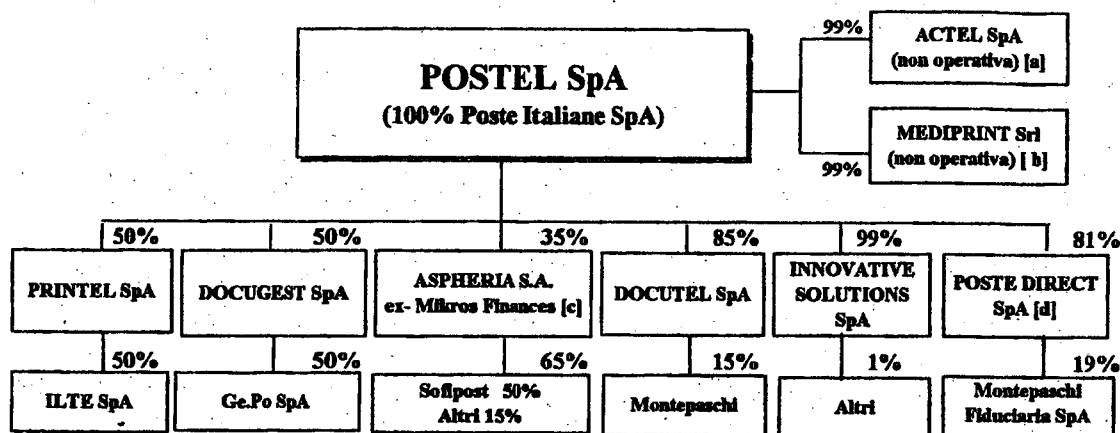 POSTEL SpA
(100% Poste Italiane SpA)
99%
ACTEL SpA
(non operativa) [a]
99%
MEDIPRINT Srl
(non operativa) [ b]
50%
50%
35%
85%
99%
81%
PRINTEL SpA
DOCUGEST SpA
ASPHERIA S.A.
ex- Mikros Finances [c]
DOCUTEL SpA
INNOVATIVE
SOLUTIONS
SpA
POSTE DIRECT
SpA [d]
50%
50%
65%
15%
1%
19%
ILTE SpA
Ge.Po SpA
Sofipost 50%
Altri 15%
Montepaschi
Altri
Montepaschi
Fiduciaria SpA